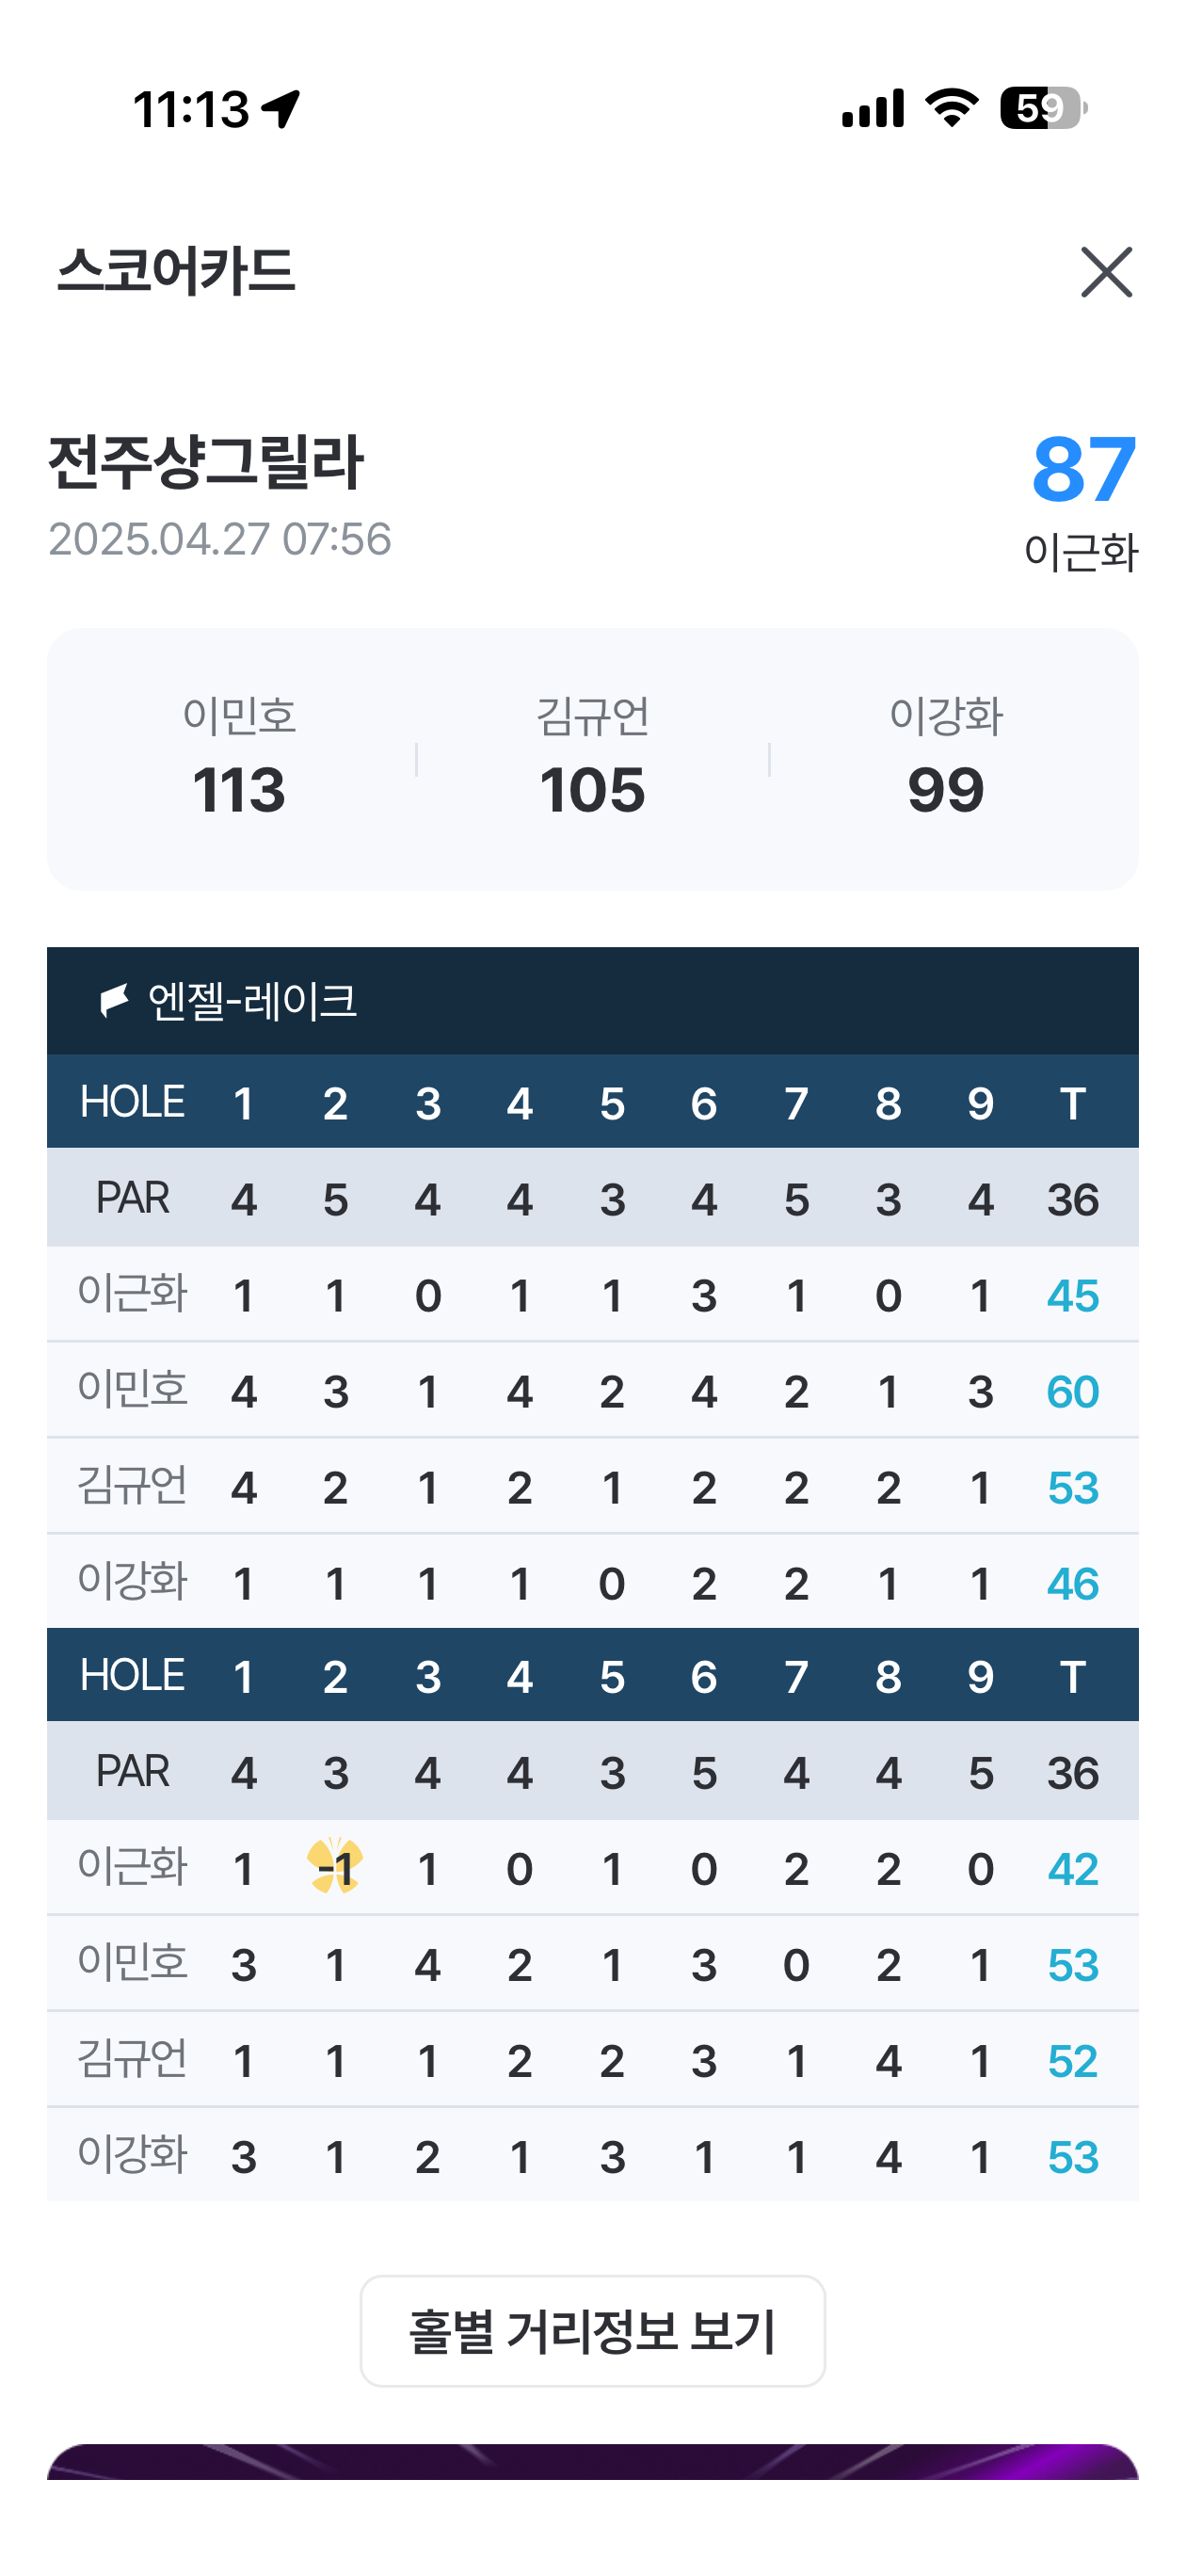 11:13 59
스코어카드
전주샹그릴라 87
2025.04.27 07:56 이근화
이민호 김규언 이강화
113 105 99
엔젤-레이크
HOLE 1 2 3 4 5 6 7 8 9 T
PAR 4 5 4 4 3 4 5 3 4 36
이근화 1 1 0 1 1 3 1 0 1 45
이민호 4 3 1 4 2 4 2 1 3 60
김규언 4 2 1 2 1 2 2 2 1 53
이강화 1 1 1 1 0 2 2 1 1 46
HOLE 1 2 3 4 5 6 7 8 9 T
PAR 4 3 4 4 3 5 4 4 5 36
이근화 1 -1 1 0 1 0 2 2 0 42
이민호 3 1 4 2 1 3 0 2 1 53
김규언 1 1 1 2 2 3 1 4 1 52
이강화 3 1 2 1 3 1 1 4 1 53
홀별 거리정보 보기